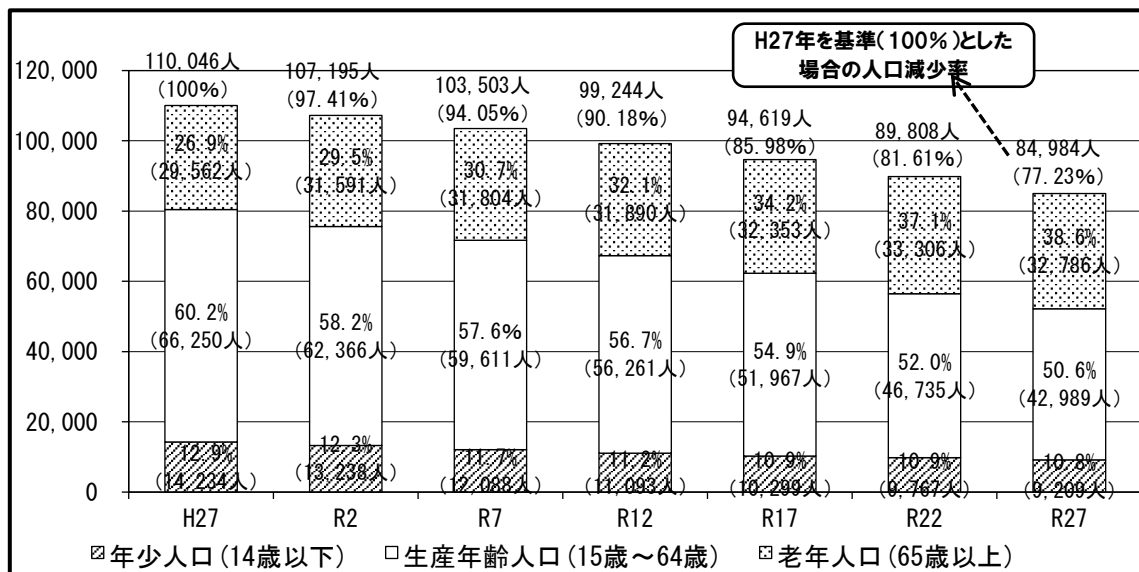 H27年を基準(100%)とした
場合の人口減少率
120,000
100,000
80,000
60,000
40,000
20,000
0
110,046人
(100%)
26.9%
(29,562人)
60.2%
(66,250人)
12.9%
(14,234人)
H27
107,195人
(97.41%)
29.5%
(31,591人)
58.2%
(62,366人)
12.3%
(13,238人)
R2
103,503人
(94.05%)
30.7%
(31,804人)
57.6%
(59,611人)
11.7%
(12,088人)
R7
99,244人
(90.18%)
32.1%
(31,890人)
56.7%
(56,261人)
11.2%
(11,093人)
R12
94,619人
(85.98%)
34.2%
(32,353人)
54.9%
(51,967人)
10.9%
(10,299人)
R17
89,808人
(81.61%)
37.1%
(33,306人)
52.0%
(46,735人)
10.9%
(9,767人)
R22
84,984人
(77.23%)
38.6%
(32,786人)
50.6%
(42,989人)
10.8%
(9,209人)
R27
年少人口(14歳以下) 生産年齢人口(15歳～64歳) 老年人口(65歳以上)